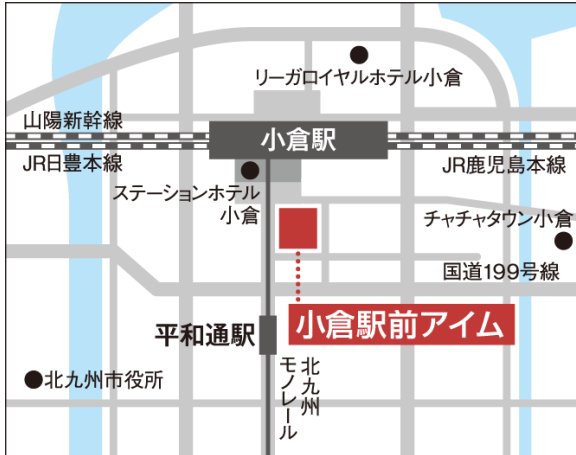 リーガロイヤルホテル小倉
山陽新幹線
小倉駅
JR日豊本線
JR鹿児島本線
ステーションホテル
小倉
チャチャタウン小倉
国道199号線
小倉駅前アイム
平和通駅
北九州市役所
北九州
モノレール